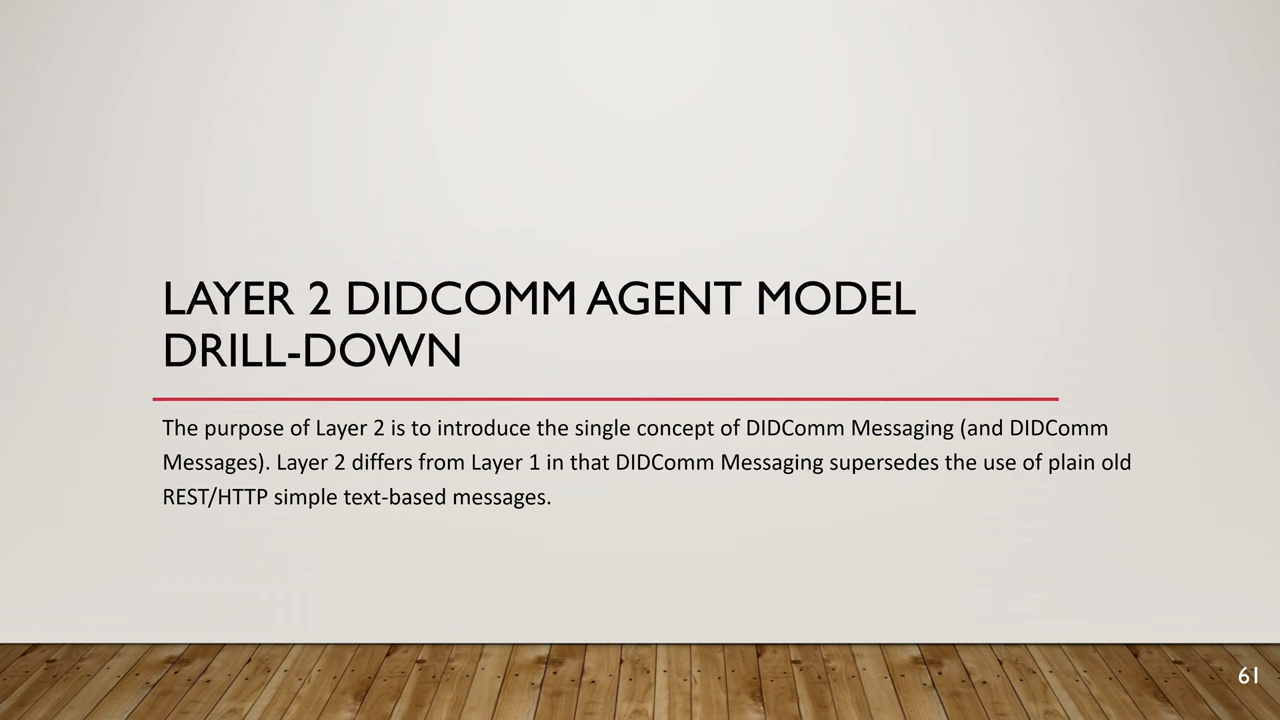 LAYER 2 DIDCOMM AGENT MODEL
DRILL-DOWN
The purpose of Layer 2 is to introduce the single concept of DIDComm Messaging (and DIDComm
Messages). Layer 2 differs from Layer 1 in that DIDComm Messaging supersedes the use of plain old
REST/HTTP simple text-based messages.
61